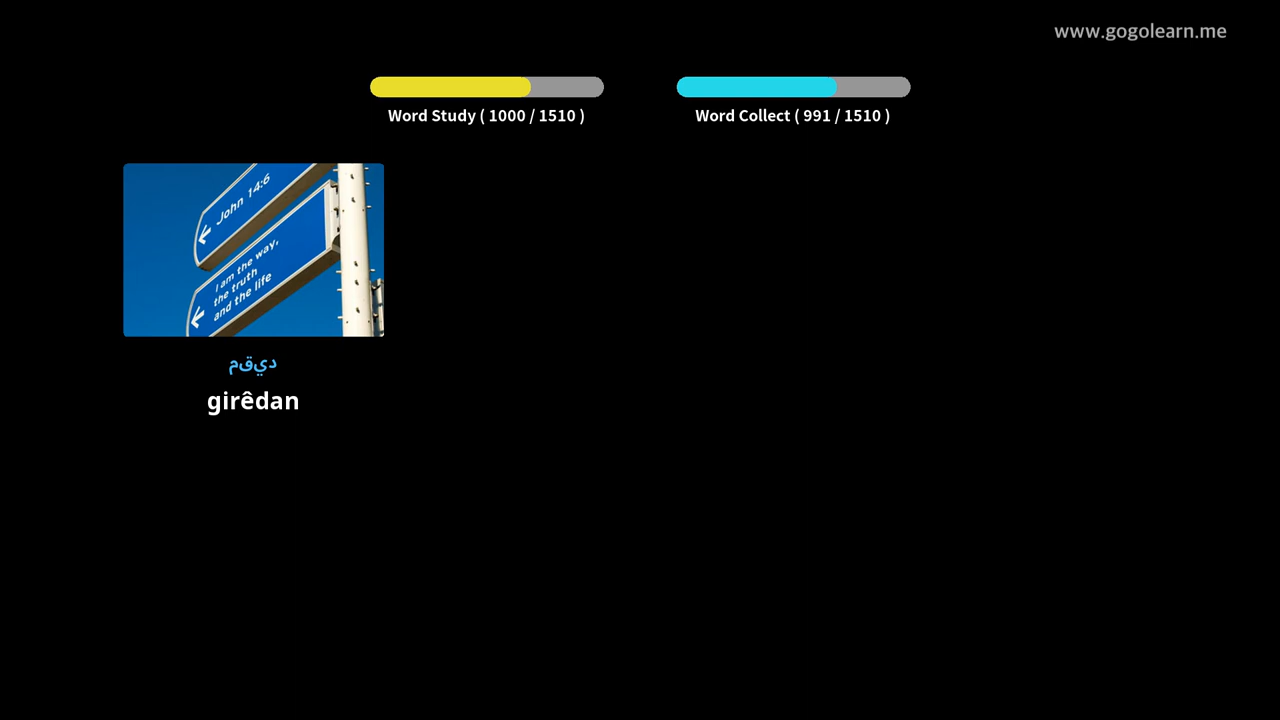 www.gogolearn.me
Word Study ( 1000 / 1510 )
Word Collect ( 991 / 1510 )
John 14:6
I am the way,
the truth
and the life
ديقم
girêdan